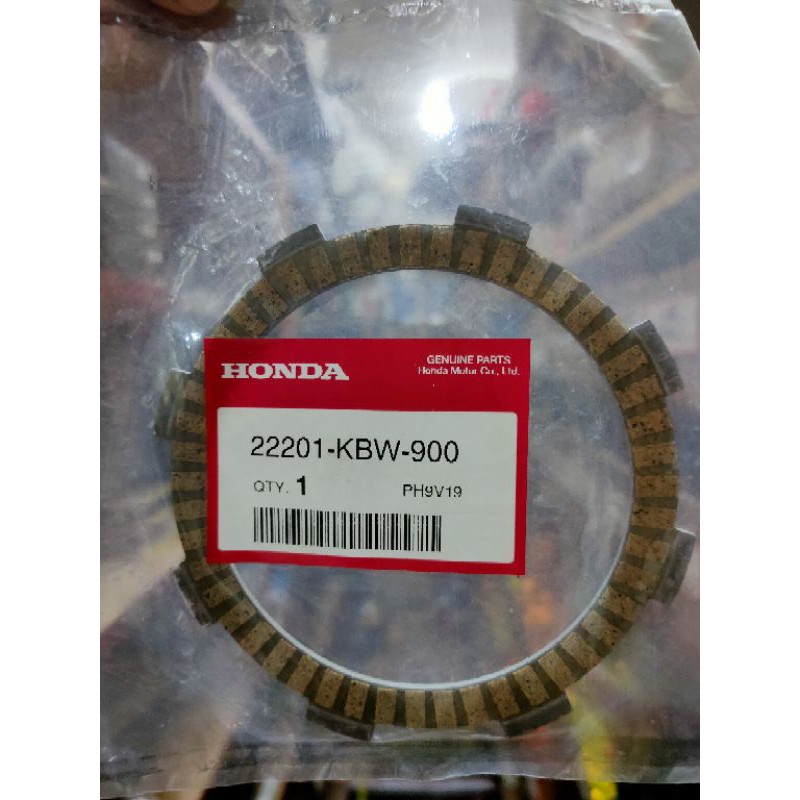 HONDA
GENUINE PARTS
Honda Motor Co., Ltd.
22201-KBW-900
QTY. 1 PH9V19